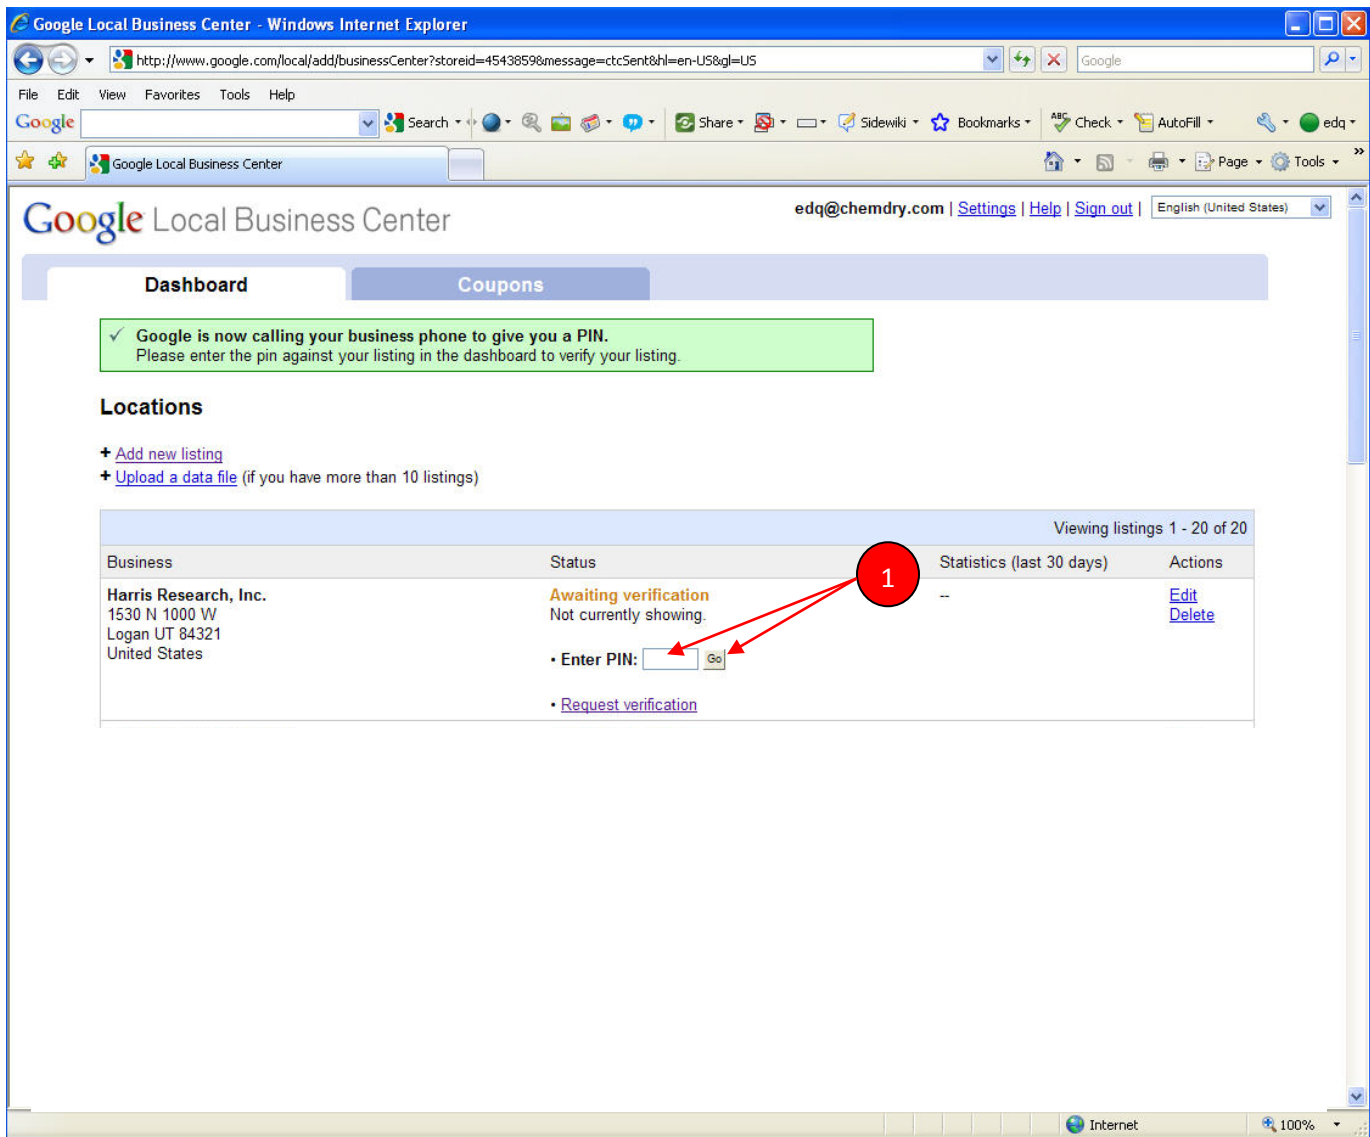 Google Local Business Center - Windows Internet Explorer
http://www.google.com/local/add/businessCenter?storeid=4543859&message=ctcSent&hl=en-US&gl=US
Google
File Edit View Favorites Tools Help
Google Search Share Sidewiki Bookmarks Check AutoFill edq
Google Local Business Center Page Tools
Google Local Business Center
edq@chemdry.com | Settings | Help | Sign out | English (United States)
Dashboard Coupons
Google is now calling your business phone to give you a PIN.
Please enter the pin against your listing in the dashboard to verify your listing.
Locations
+ Add new listing
+ Upload a data file (if you have more than 10 listings)
Viewing listings 1 - 20 of 20
Business Status Statistics (last 30 days) Actions
1
Harris Research, Inc. Awaiting verification -- Edit
1530 N 1000 W Not currently showing. Delete
Logan UT 84321
United States • Enter PIN: Go
• Request verification
Internet 100%